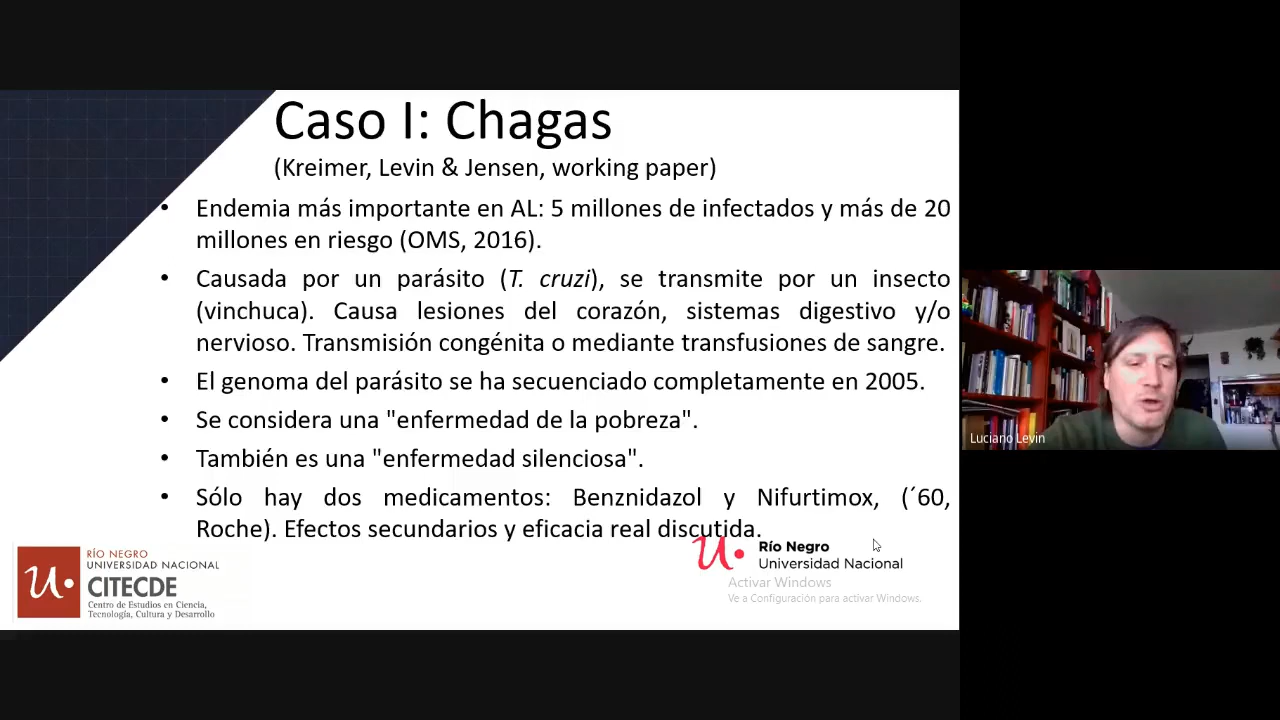 Caso I: Chagas
(Kreimer, Levin & Jensen, working paper)
• Endemia más importante en AL: 5 millones de infectados y más de 20
millones en riesgo (OMS, 2016).
• Causada por un parásito (T. cruzi), se transmite por un insecto
(vinchuca). Causa lesiones del corazón, sistemas digestivo y/o
nervioso. Transmisión congénita o mediante transfusiones de sangre.
• El genoma del parásito se ha secuenciado completamente en 2005.
• Se considera una "enfermedad de la pobreza".
• También es una "enfermedad silenciosa".
• Sólo hay dos medicamentos: Benznidazol y Nifurtimox, (´60,
Roche). Efectos secundarios y eficacia real discutida.
RÍO NEGRO
UNIVERSIDAD NACIONAL
CITECDE
Centro de Estudios en Ciencia,
Tecnología, Cultura y Desarrollo
Río Negro
Universidad Nacional
Activar Windows
Ve a Configuración para activar Windows.
Luciano Levin